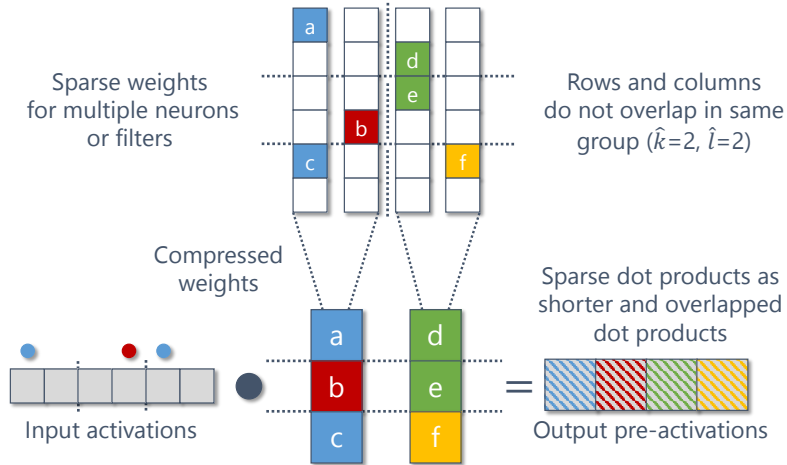 a
d
Sparse weights
for multiple neurons
or filters
e
b
c
f
Rows and columns
do not overlap in same
group (k̂=2, l̂=2)
Compressed
weights
Sparse dot products as
shorter and overlapped
dot products
a
d
b
e
=
c
f
Input activations
Output pre-activations